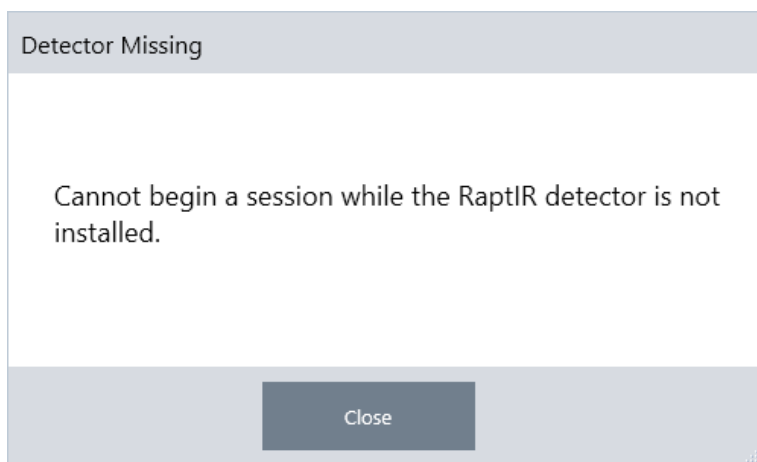 Detector Missing
Cannot begin a session while the RaptIR detector is not
installed.
Close